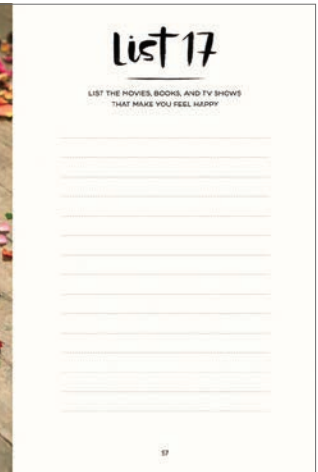 List 17
LIST THE MOVIES, BOOKS, AND TV SHOWS
THAT MAKE YOU FEEL HAPPY
57